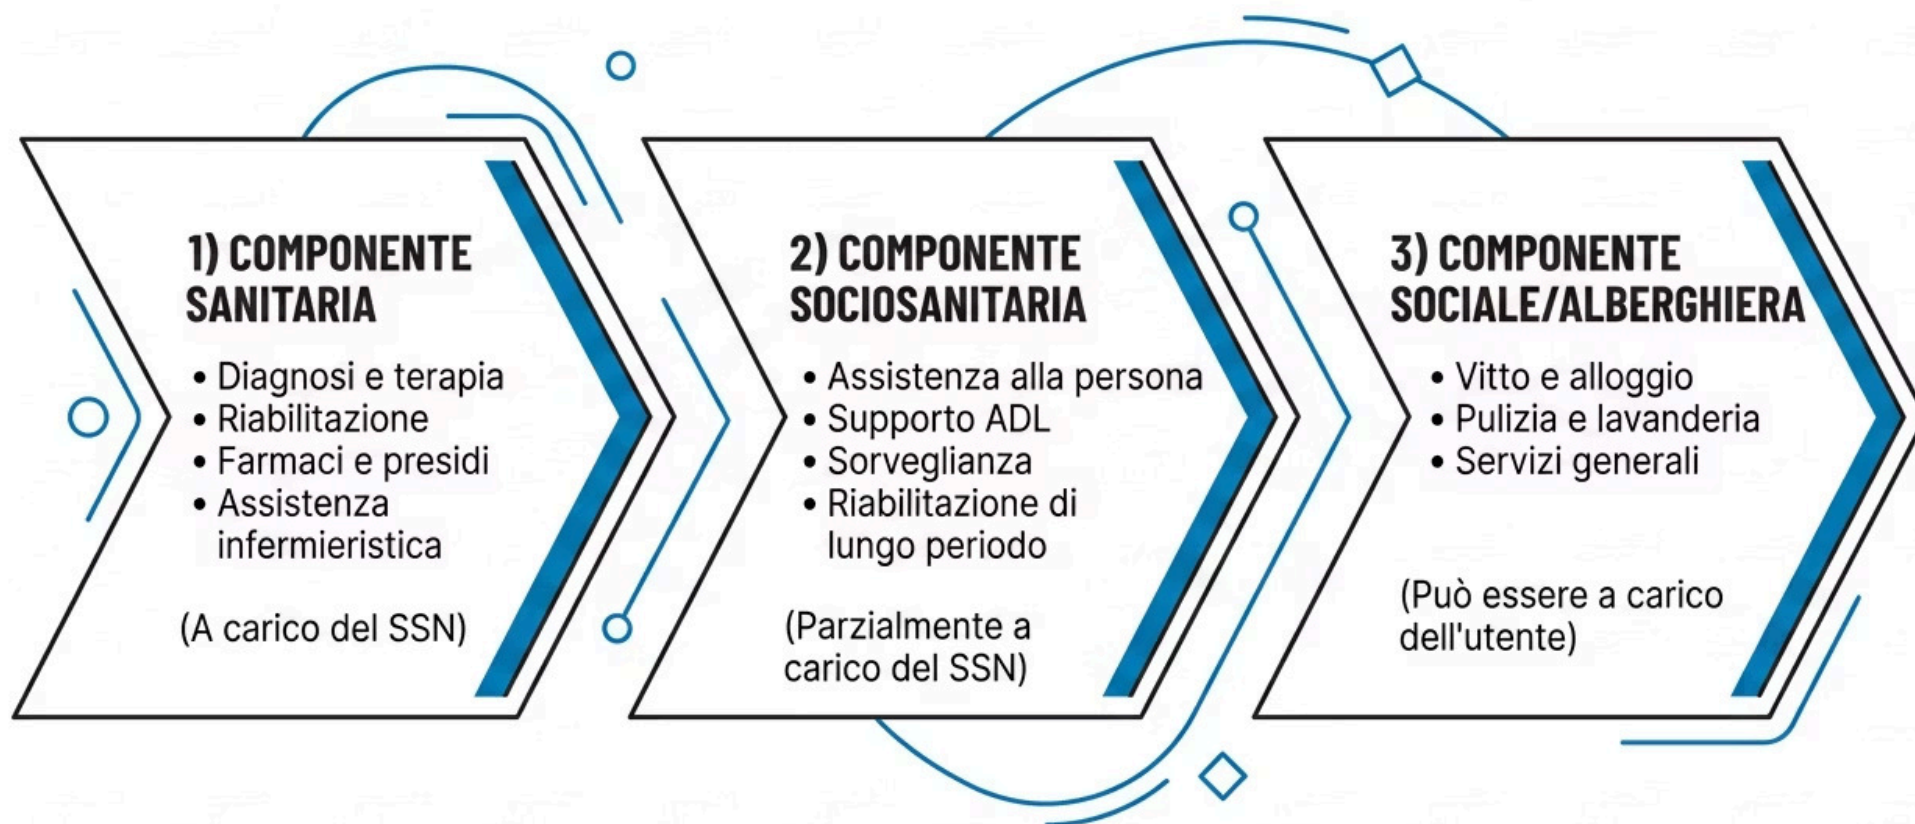 1) COMPONENTE
SANITARIA
• Diagnosi e terapia
• Riabilitazione
• Farmaci e presidi
• Assistenza
infermieristica
(A carico del SSN)
2) COMPONENTE
SOCIOSANITARIA
• Assistenza alla persona
• Supporto ADL
• Sorveglianza
• Riabilitazione di
lungo periodo
(Parzialmente a
carico del SSN)
3) COMPONENTE
SOCIALE/ALBERGHIERA
• Vitto e alloggio
• Pulizia e lavanderia
• Servizi generali
(Può essere a carico
dell'utente)